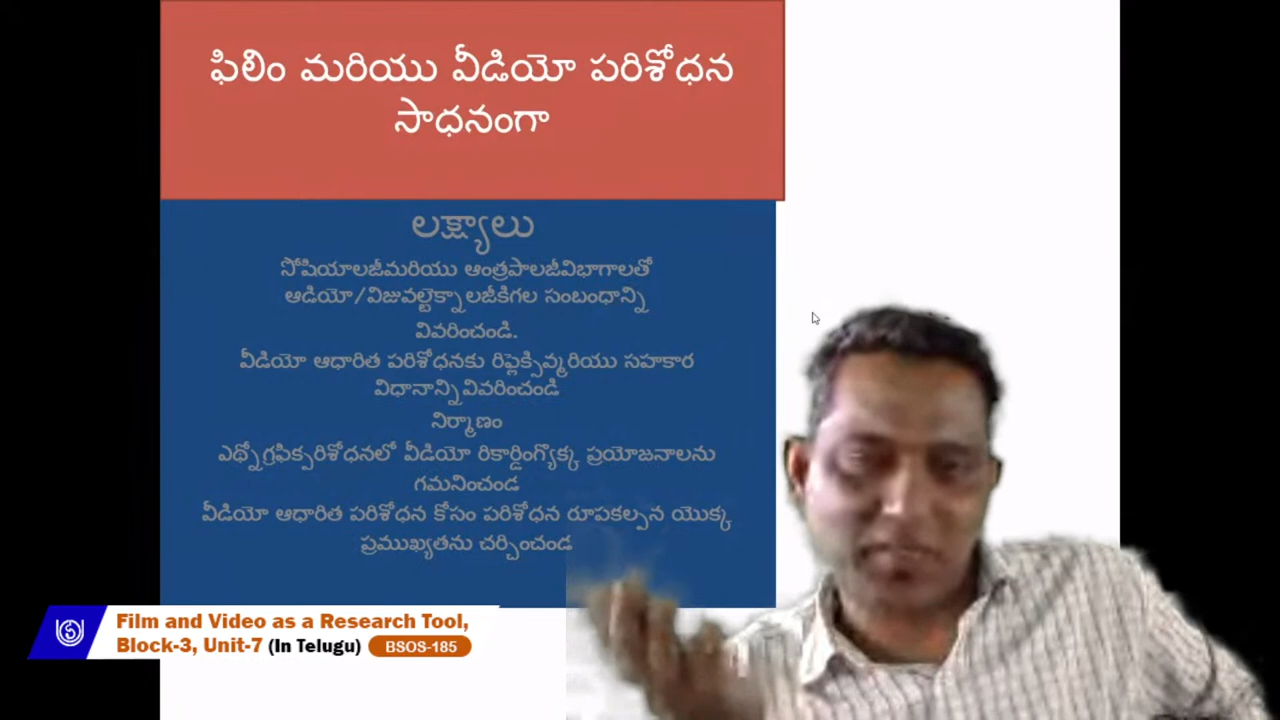 ఫిలిం మరియు వీడియో పరిశోధన
సాధనంగా
లక్ష్యాలు
సోషియాలజీమరియు ఆంత్రపాలజీవిభాగాలతో
ఆడియో/విజువల్టెక్నాలజీకిగల సంబంధాన్ని
వివరించండి.
వీడియో ఆధారిత పరిశోధనకు రిఫ్లెక్సివ్మరియు సహకార
విధానాన్నివివరించండి
నిర్మాణం
ఎథ్నోగ్రఫిక్పరిశోధనలో వీడియో రికార్డింగ్యొక్క ప్రయోజనాలను
గమనించండ
వీడియో ఆధారిత పరిశోధన కోసం పరిశోధన రూపకల్పన యొక్క
ప్రముఖ్యతను చర్చించండ
Film and Video as a Research Tool,
Block-3, Unit-7 (In Telugu) BSOS-185